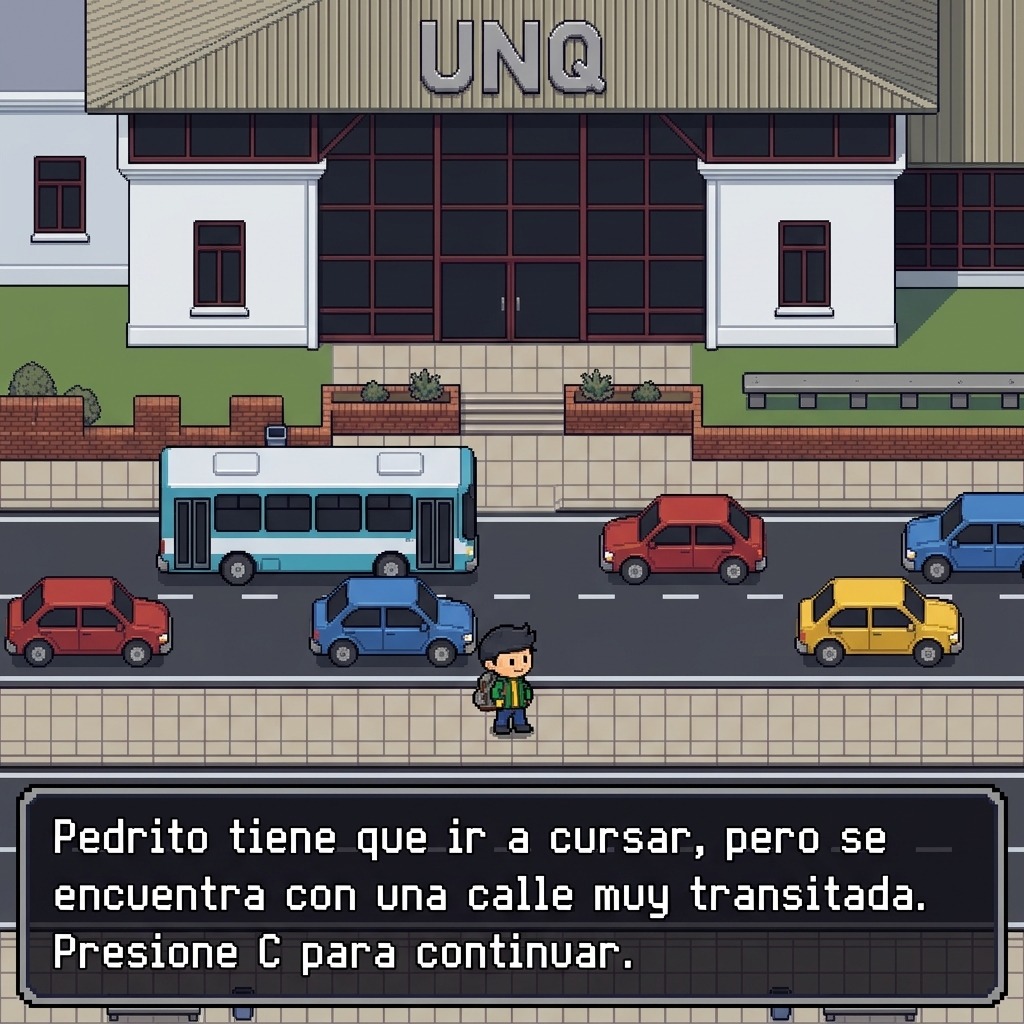 UNQ
Pedrito tiene que ir a cursar, pero se
encuentra con una calle muy transitada.
Presione C para continuar.